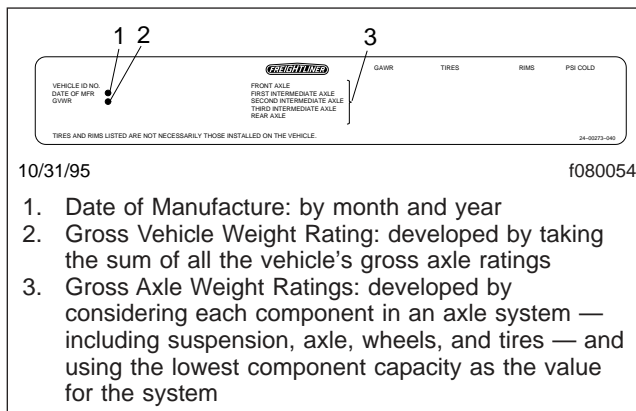 1 2 3
FREIGHTLINER GAWR TIRES RIMS PSI COLD
VEHICLE ID NO.
DATE OF MFR
GVWR
FRONT AXLE
FIRST INTERMEDIATE AXLE
SECOND INTERMEDIATE AXLE
THIRD INTERMEDIATE AXLE
REAR AXLE
TIRES AND RIMS LISTED ARE NOT NECESSARILY THOSE INSTALLED ON THE VEHICLE. 24–00273–040
10/31/95 f080054
1. Date of Manufacture: by month and year
2. Gross Vehicle Weight Rating: developed by taking
the sum of all the vehicle's gross axle ratings
3. Gross Axle Weight Ratings: developed by
considering each component in an axle system —
including suspension, axle, wheels, and tires — and
using the lowest component capacity as the value
for the system